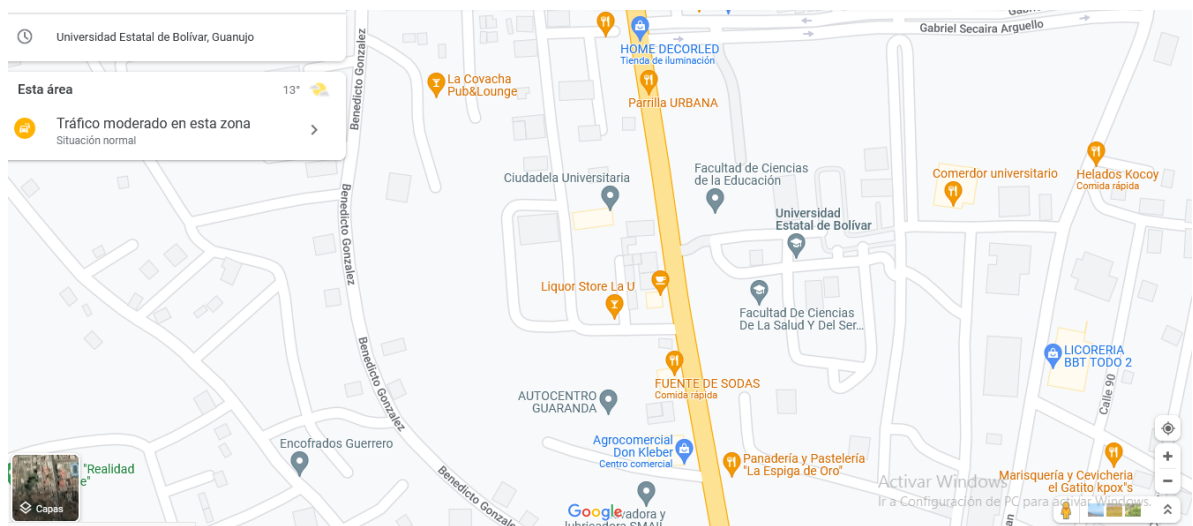 Universidad Estatal de Bolívar, Guanujo
Esta área
13°
Tráfico moderado en esta zona
Situación normal
Gabriel Secaira Arguello
HOME DECORLED
Tienda de iluminación
La Covacha
Pub&Lounge
Parrilla URBANA
Benedicto Gonzalez
Ciudadela Universitaria
Facultad de Ciencias
de la Educación
Comerdor universitario
Helados Kocoy
Comida rápida
Benedicto Gonzalez
Universidad
Estatal de Bolívar
Liquor Store La U
Facultad De Ciencias
De La Salud Y Del Ser...
Benedicto Gonzalez
LICORERIA
BBT TODO 2
FUENTE DE SODAS
Comida rápida
AUTOCENTRO
GUARANDA
Calle 90
Encofrados Guerrero
Agrocomercial
Don Kleber
Centro comercial
Panadería y Pastelería
"La Espiga de Oro"
"Realidad
Benedicto Gonzalez
Marisquería y Cevicheria
el Gatito kpox"s
Activar Windows
Ir a Configuración de PC para activar Windows.
Capas
Google